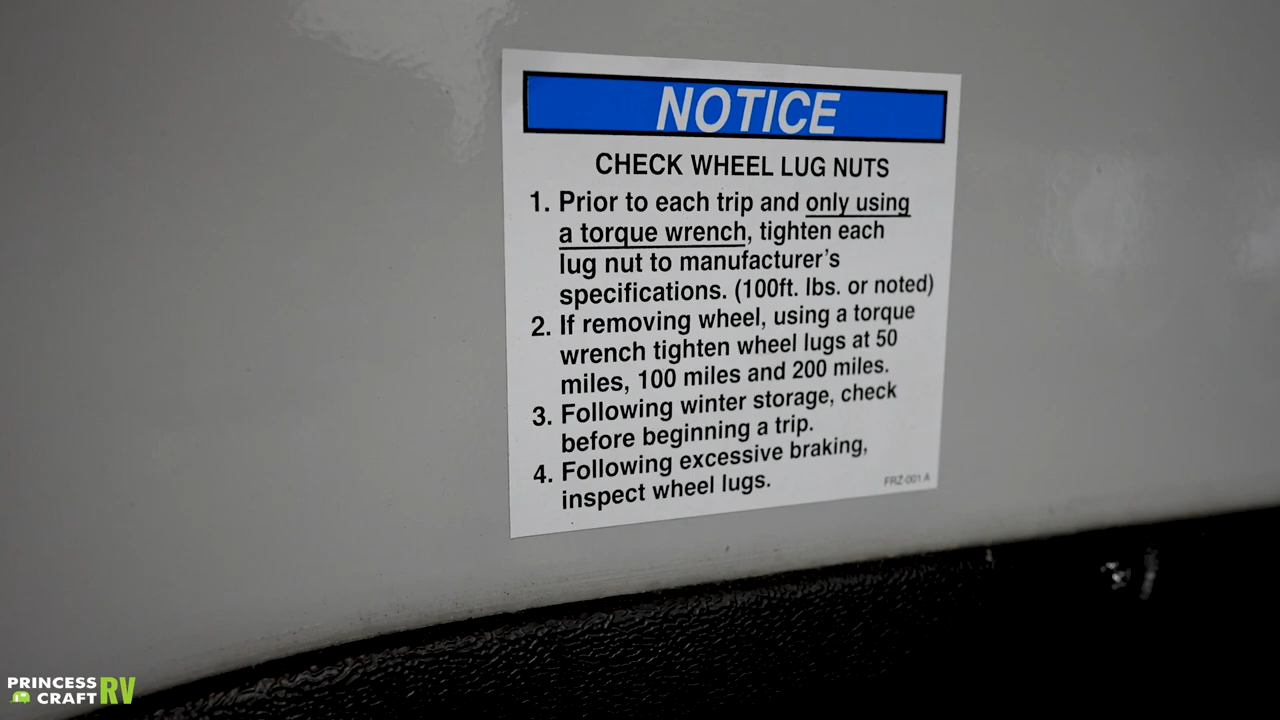 NOTICE
CHECK WHEEL LUG NUTS
1. Prior to each trip and only using
a torque wrench, tighten each
lug nut to manufacturer's
specifications. (100ft. lbs. or noted)
2. If removing wheel, using a torque
wrench tighten wheel lugs at 50
miles, 100 miles and 200 miles.
3. Following winter storage, check
before beginning a trip.
4. Following excessive braking,
inspect wheel lugs.
FRZ-001 A
PRINCESS
CRAFT RV